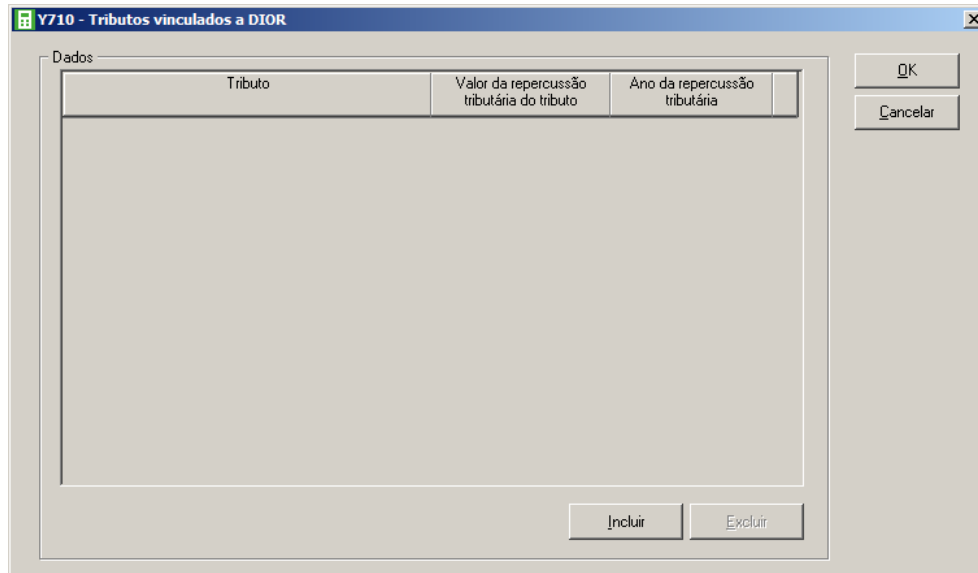 Y710 - Tributos vinculados a DIOR
Dados
Tributo
Valor da repercussão
tributária do tributo
Ano da repercussão
tributária
OK
Cancelar
Incluir
Excluir